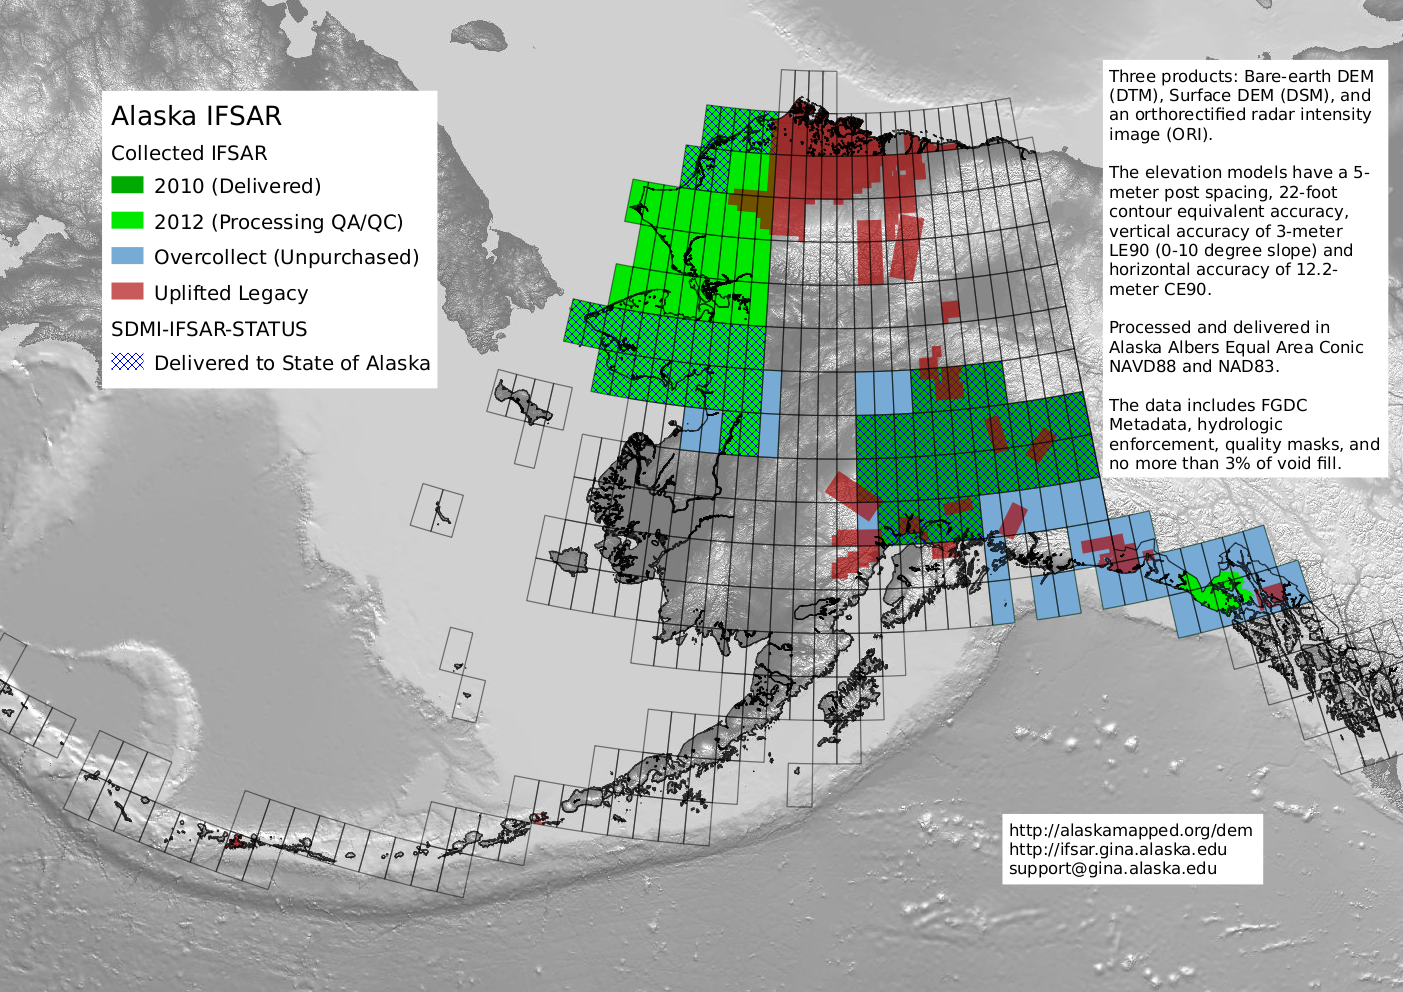 Alaska IFSAR
Collected IFSAR
2010 (Delivered)
2012 (Processing QA/QC)
Overcollect (Unpurchased)
Uplifted Legacy
SDMI-IFSAR-STATUS
Delivered to State of Alaska
Three products: Bare-earth DEM
(DTM), Surface DEM (DSM), and
an orthorectified radar intensity
image (ORI).
The elevation models have a 5-
meter post spacing, 22-foot
contour equivalent accuracy,
vertical accuracy of 3-meter
LE90 (0-10 degree slope) and
horizontal accuracy of 12.2-
meter CE90.
Processed and delivered in
Alaska Albers Equal Area Conic
NAVD88 and NAD83.
The data includes FGDC
Metadata, hydrologic
enforcement, quality masks, and
no more than 3% of void fill.
http://alaskamapped.org/dem
http://ifsar.gina.alaska.edu
support@gina.alaska.edu